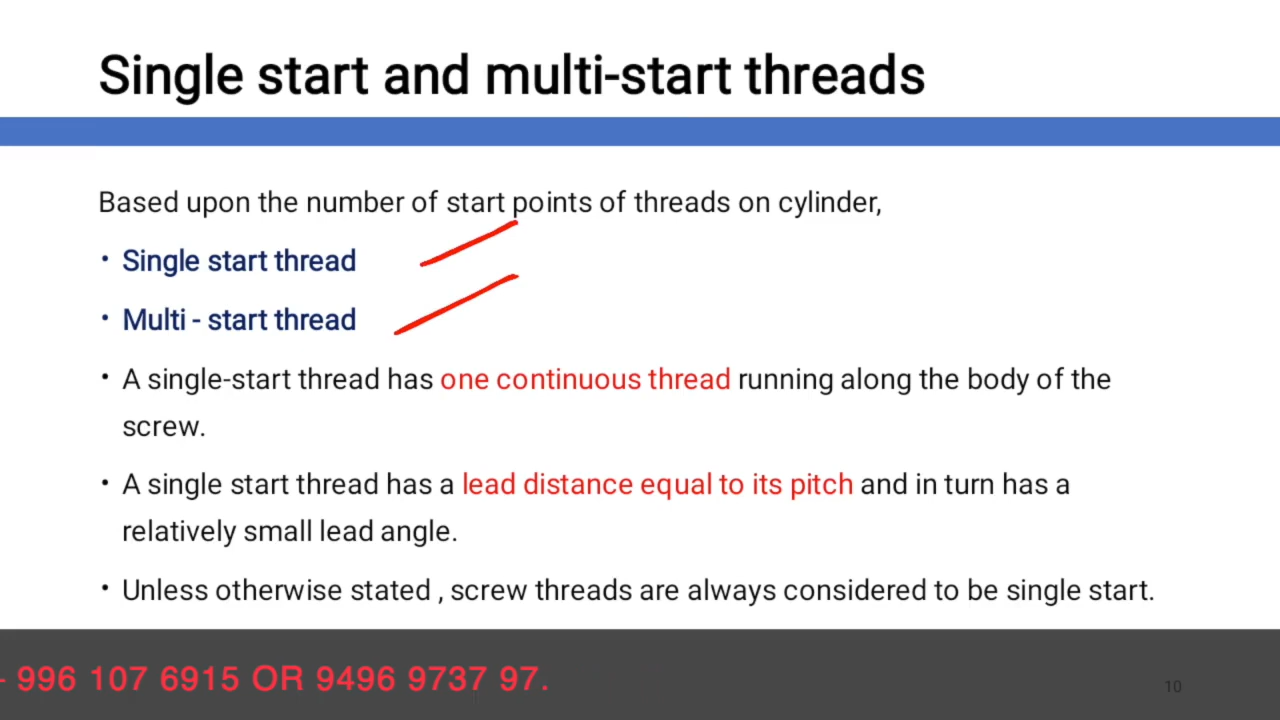 Single start and multi-start threads
Based upon the number of start points of threads on cylinder,
• Single start thread
• Multi - start thread
• A single-start thread has one continuous thread running along the body of the
screw.
• A single start thread has a lead distance equal to its pitch and in turn has a
relatively small lead angle.
• Unless otherwise stated , screw threads are always considered to be single start.
- 996 107 6915 OR 9496 9737 97.
10